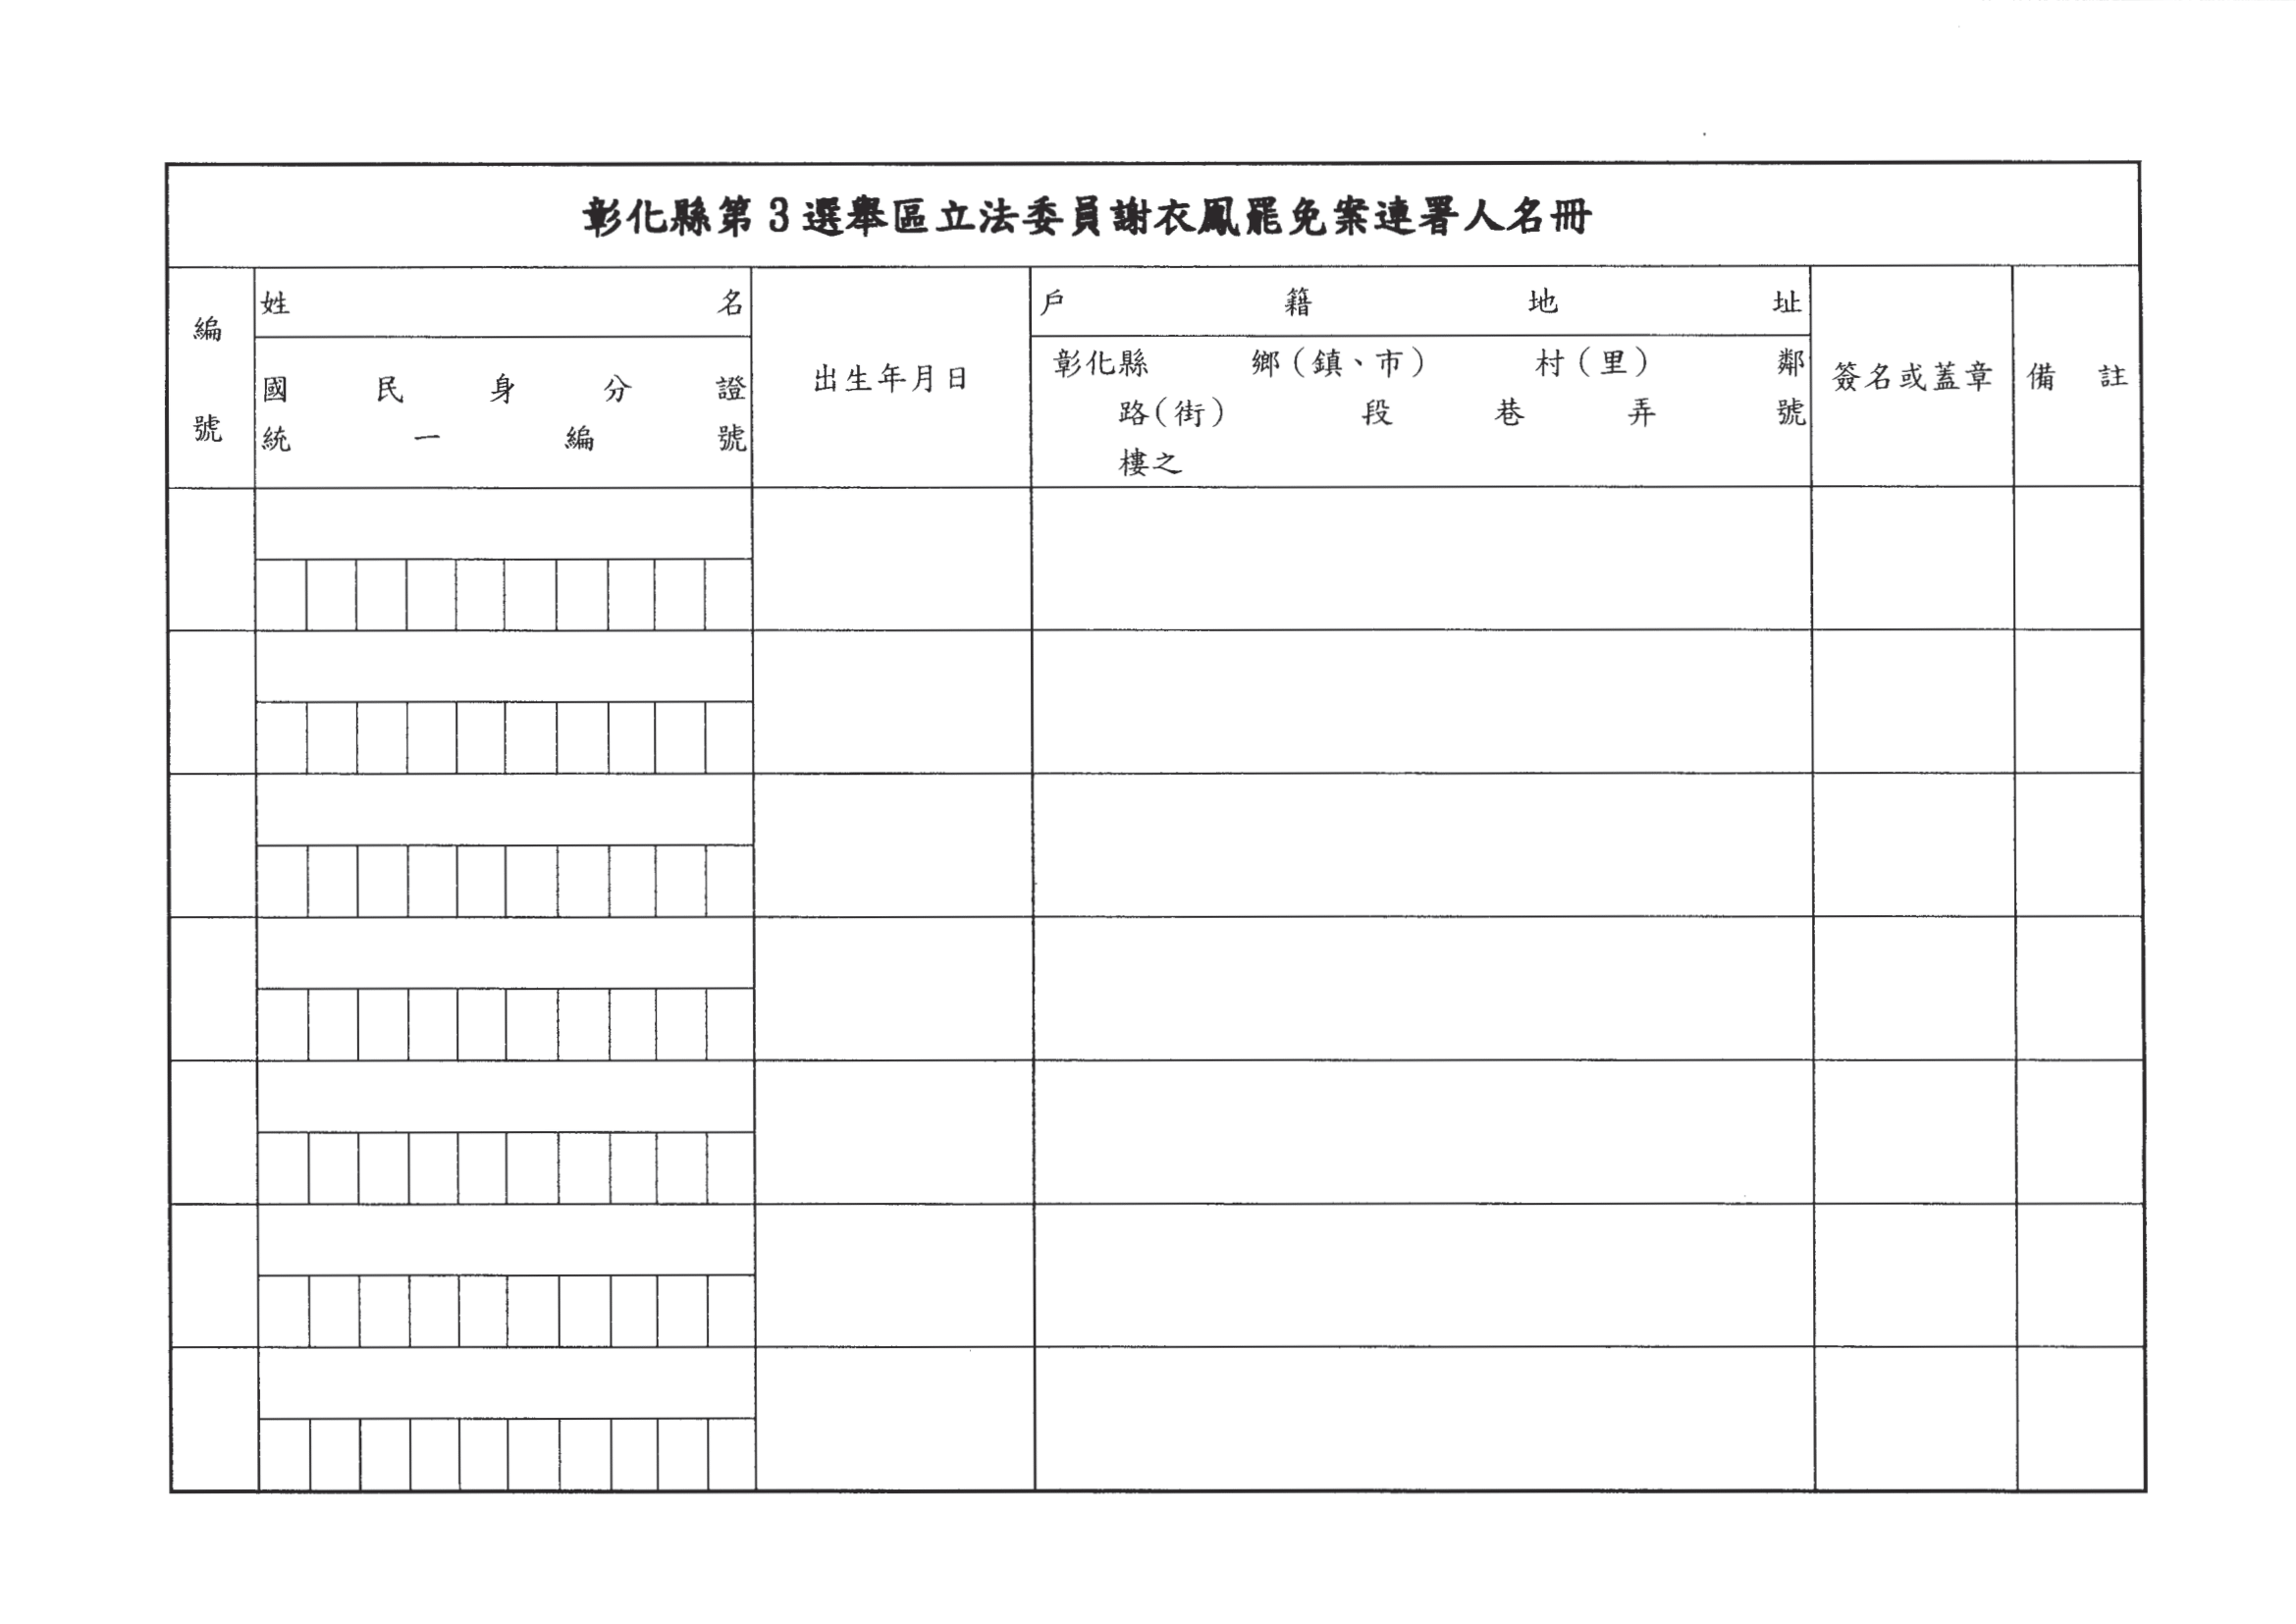 彰化縣第3選舉區立法委員謝衣鳳罷免案連署人名冊
編號
姓名
國民身分證
統一編號
出生年月日
戶籍地址
彰化縣 鄉(鎮、市) 村(里) 鄰
路(街) 段 巷 弄 號
樓之
簽名或蓋章
備註